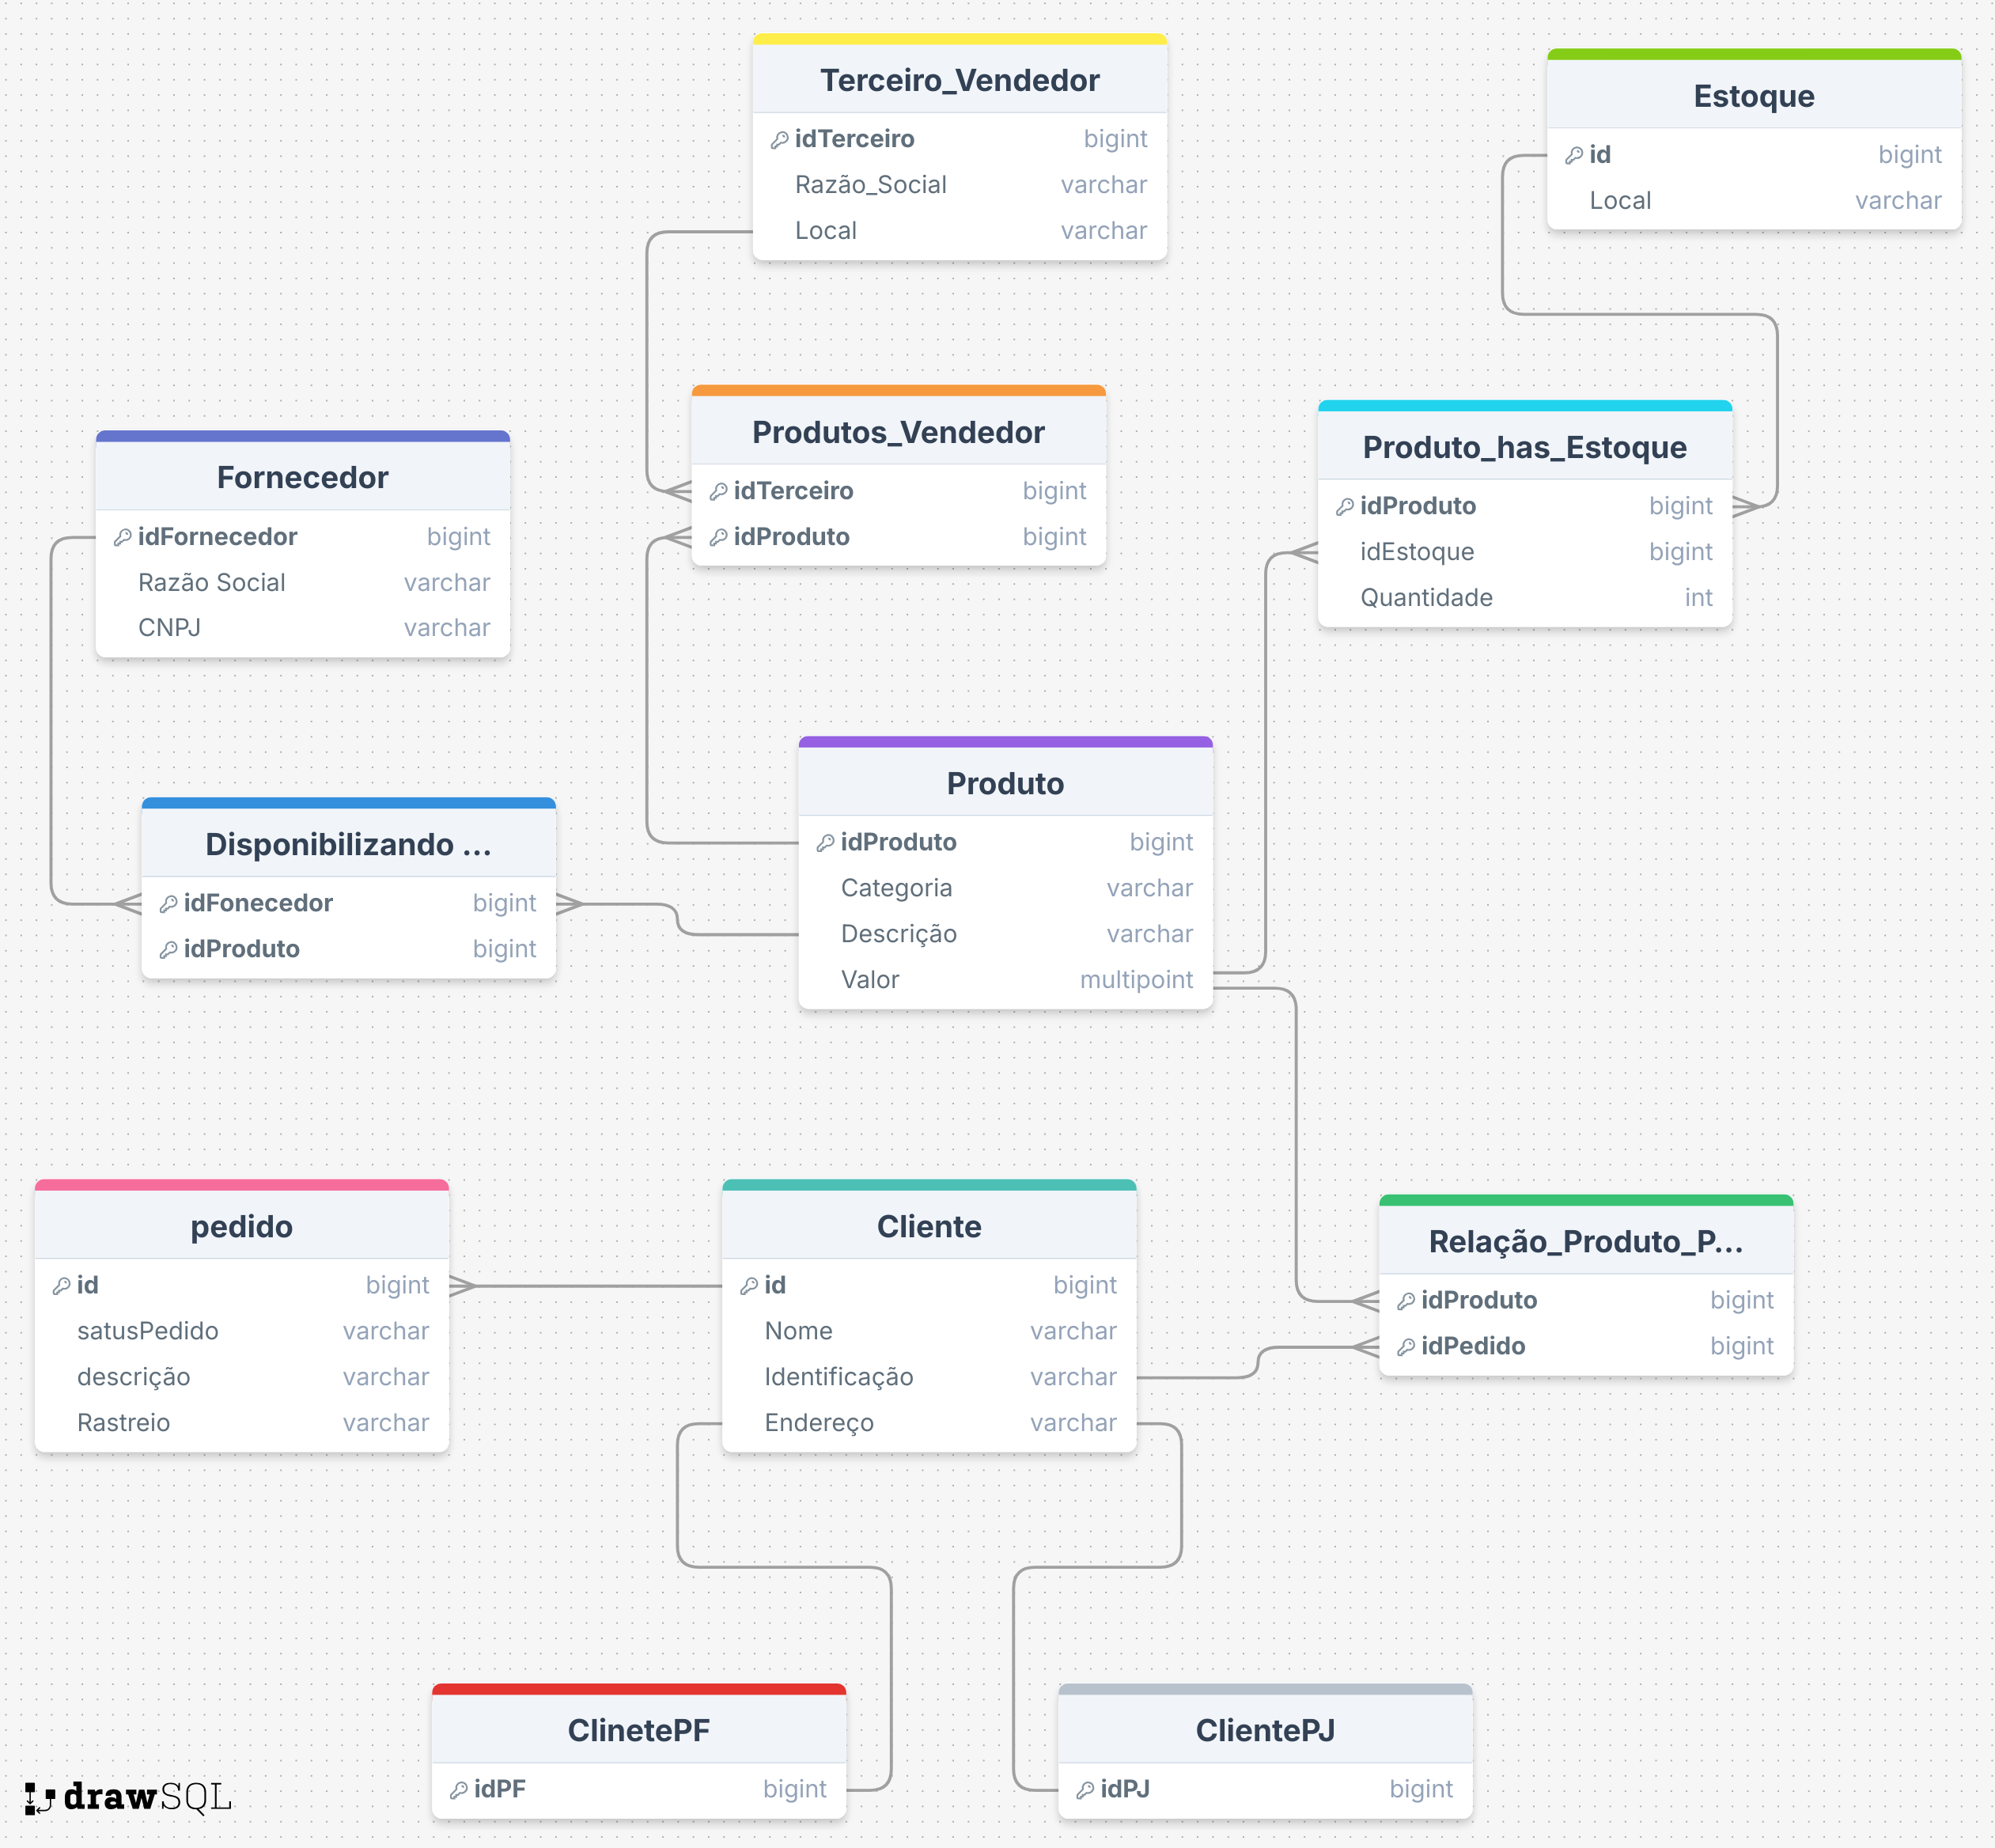 Terceiro_Vendedor
idTerceiro bigint
Razão_Social varchar
Local varchar
Estoque
id bigint
Local varchar
Fornecedor
idFornecedor bigint
Razão Social varchar
CNPJ varchar
Produtos_Vendedor
idTerceiro bigint
idProduto bigint
Produto_has_Estoque
idProduto bigint
idEstoque bigint
Quantidade int
Disponibilizando ...
idFonecedor bigint
idProduto bigint
Produto
idProduto bigint
Categoria varchar
Descrição varchar
Valor multipoint
pedido
id bigint
satusPedido varchar
descrição varchar
Rastreio varchar
Cliente
id bigint
Nome varchar
Identificação varchar
Endereço varchar
Relação_Produto_P...
idProduto bigint
idPedido bigint
ClinetePF
idPF bigint
ClientePJ
idPJ bigint
drawSQL